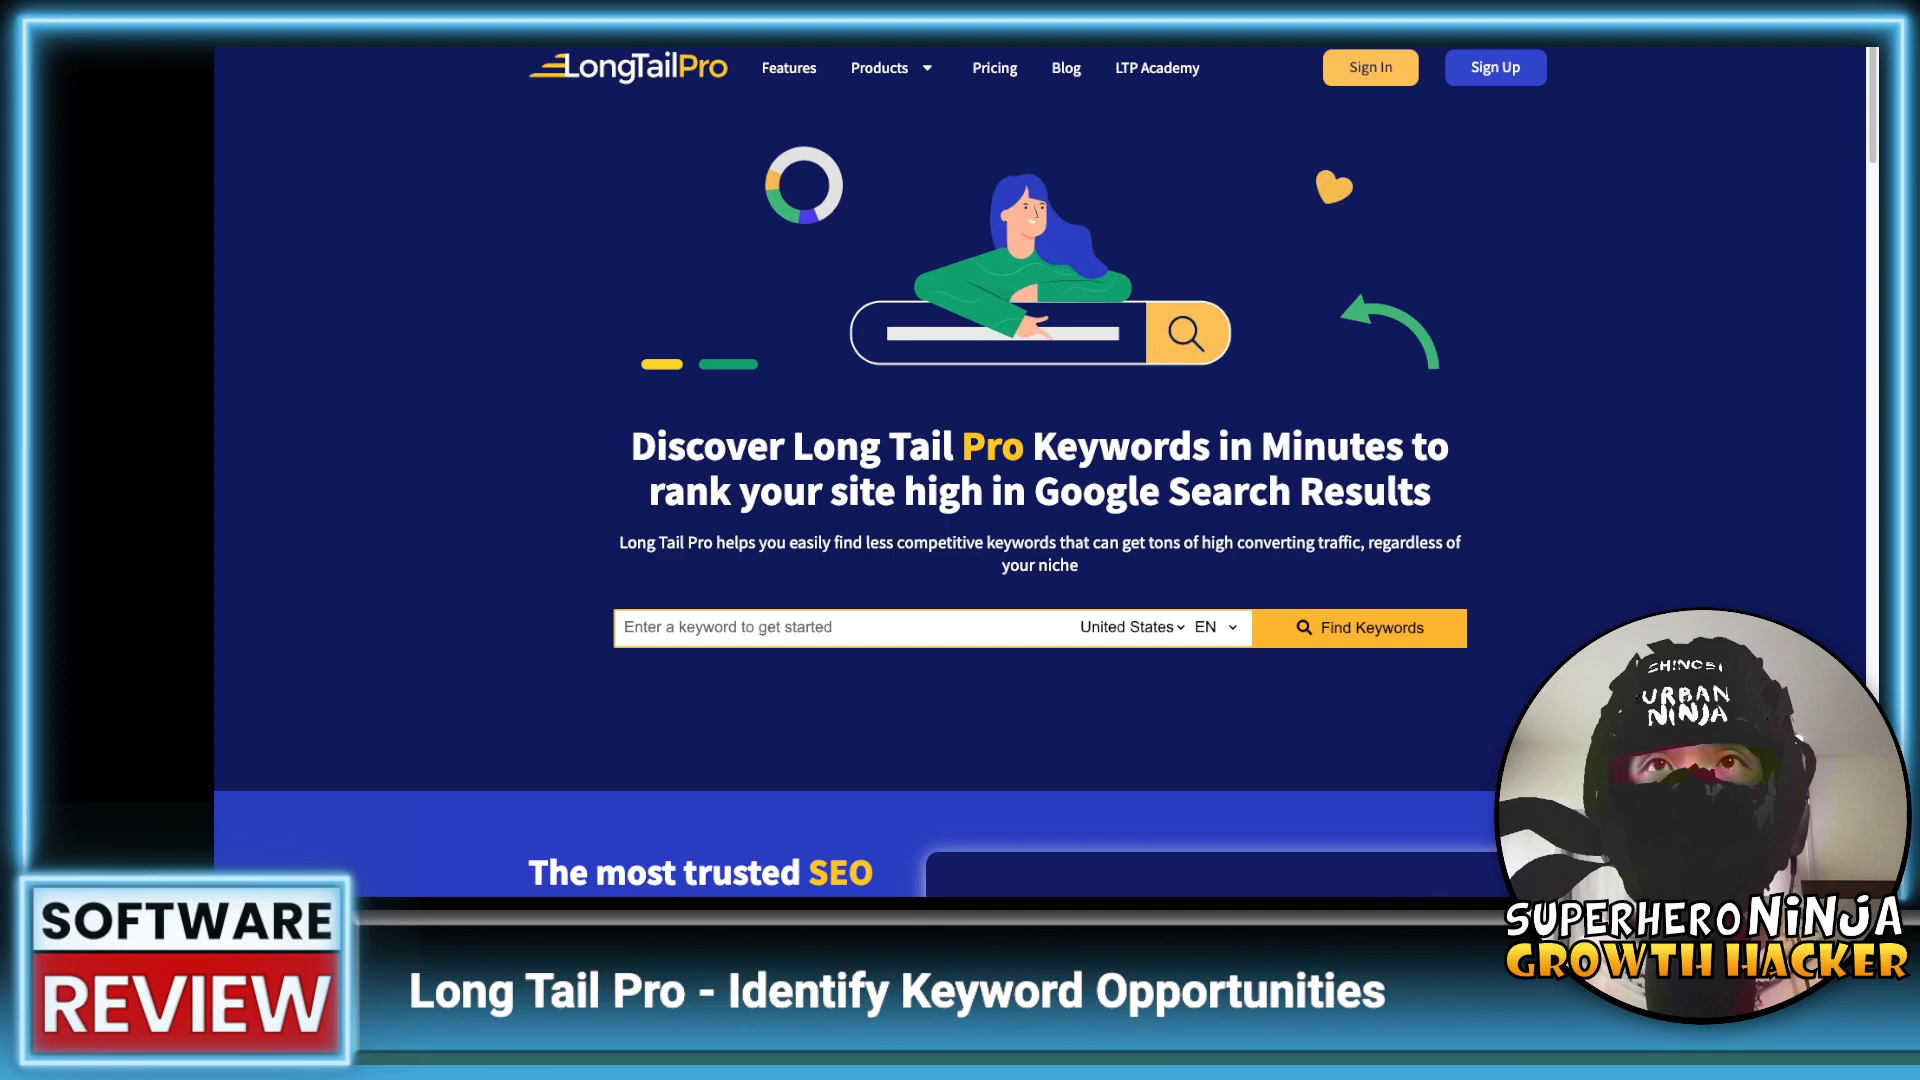 LongTailPro
Features Products Pricing Blog LTP Academy
Sign In Sign Up
Discover Long Tail Pro Keywords in Minutes to
rank your site high in Google Search Results
Long Tail Pro helps you easily find less competitive keywords that can get tons of high converting traffic, regardless of
your niche
Enter a keyword to get started United States EN Find Keywords
The most trusted SEO
SHINOBI
URBAN
NINJA
SUPERHERO NINJA
GROWTH HACKER
SOFTWARE
REVIEW
Long Tail Pro - Identify Keyword Opportunities